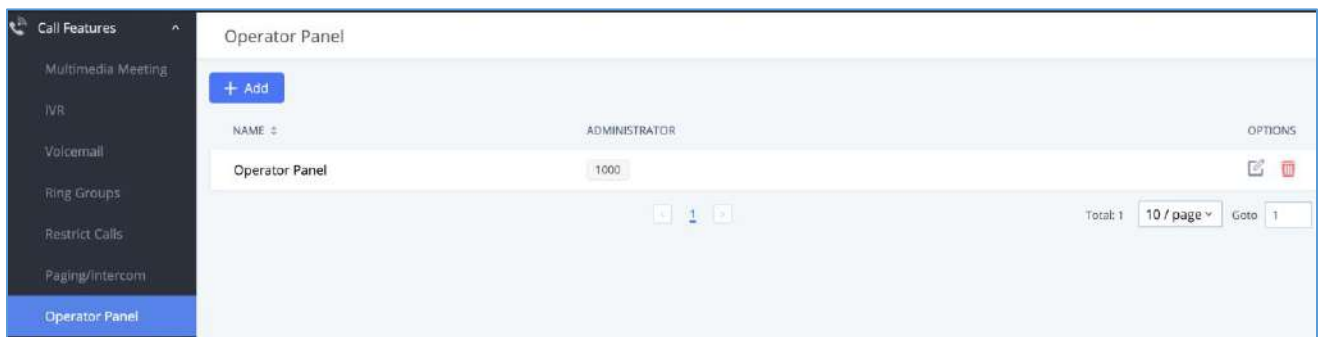 Call Features
Multimedia Meeting
IVR
Voicemail
Ring Groups
Restrict Calls
Paging/Intercom
Operator Panel
Operator Panel
+ Add
NAME ADMINISTRATOR OPTIONS
Operator Panel 1000
< 1 > Total: 1 10 / page Goto 1